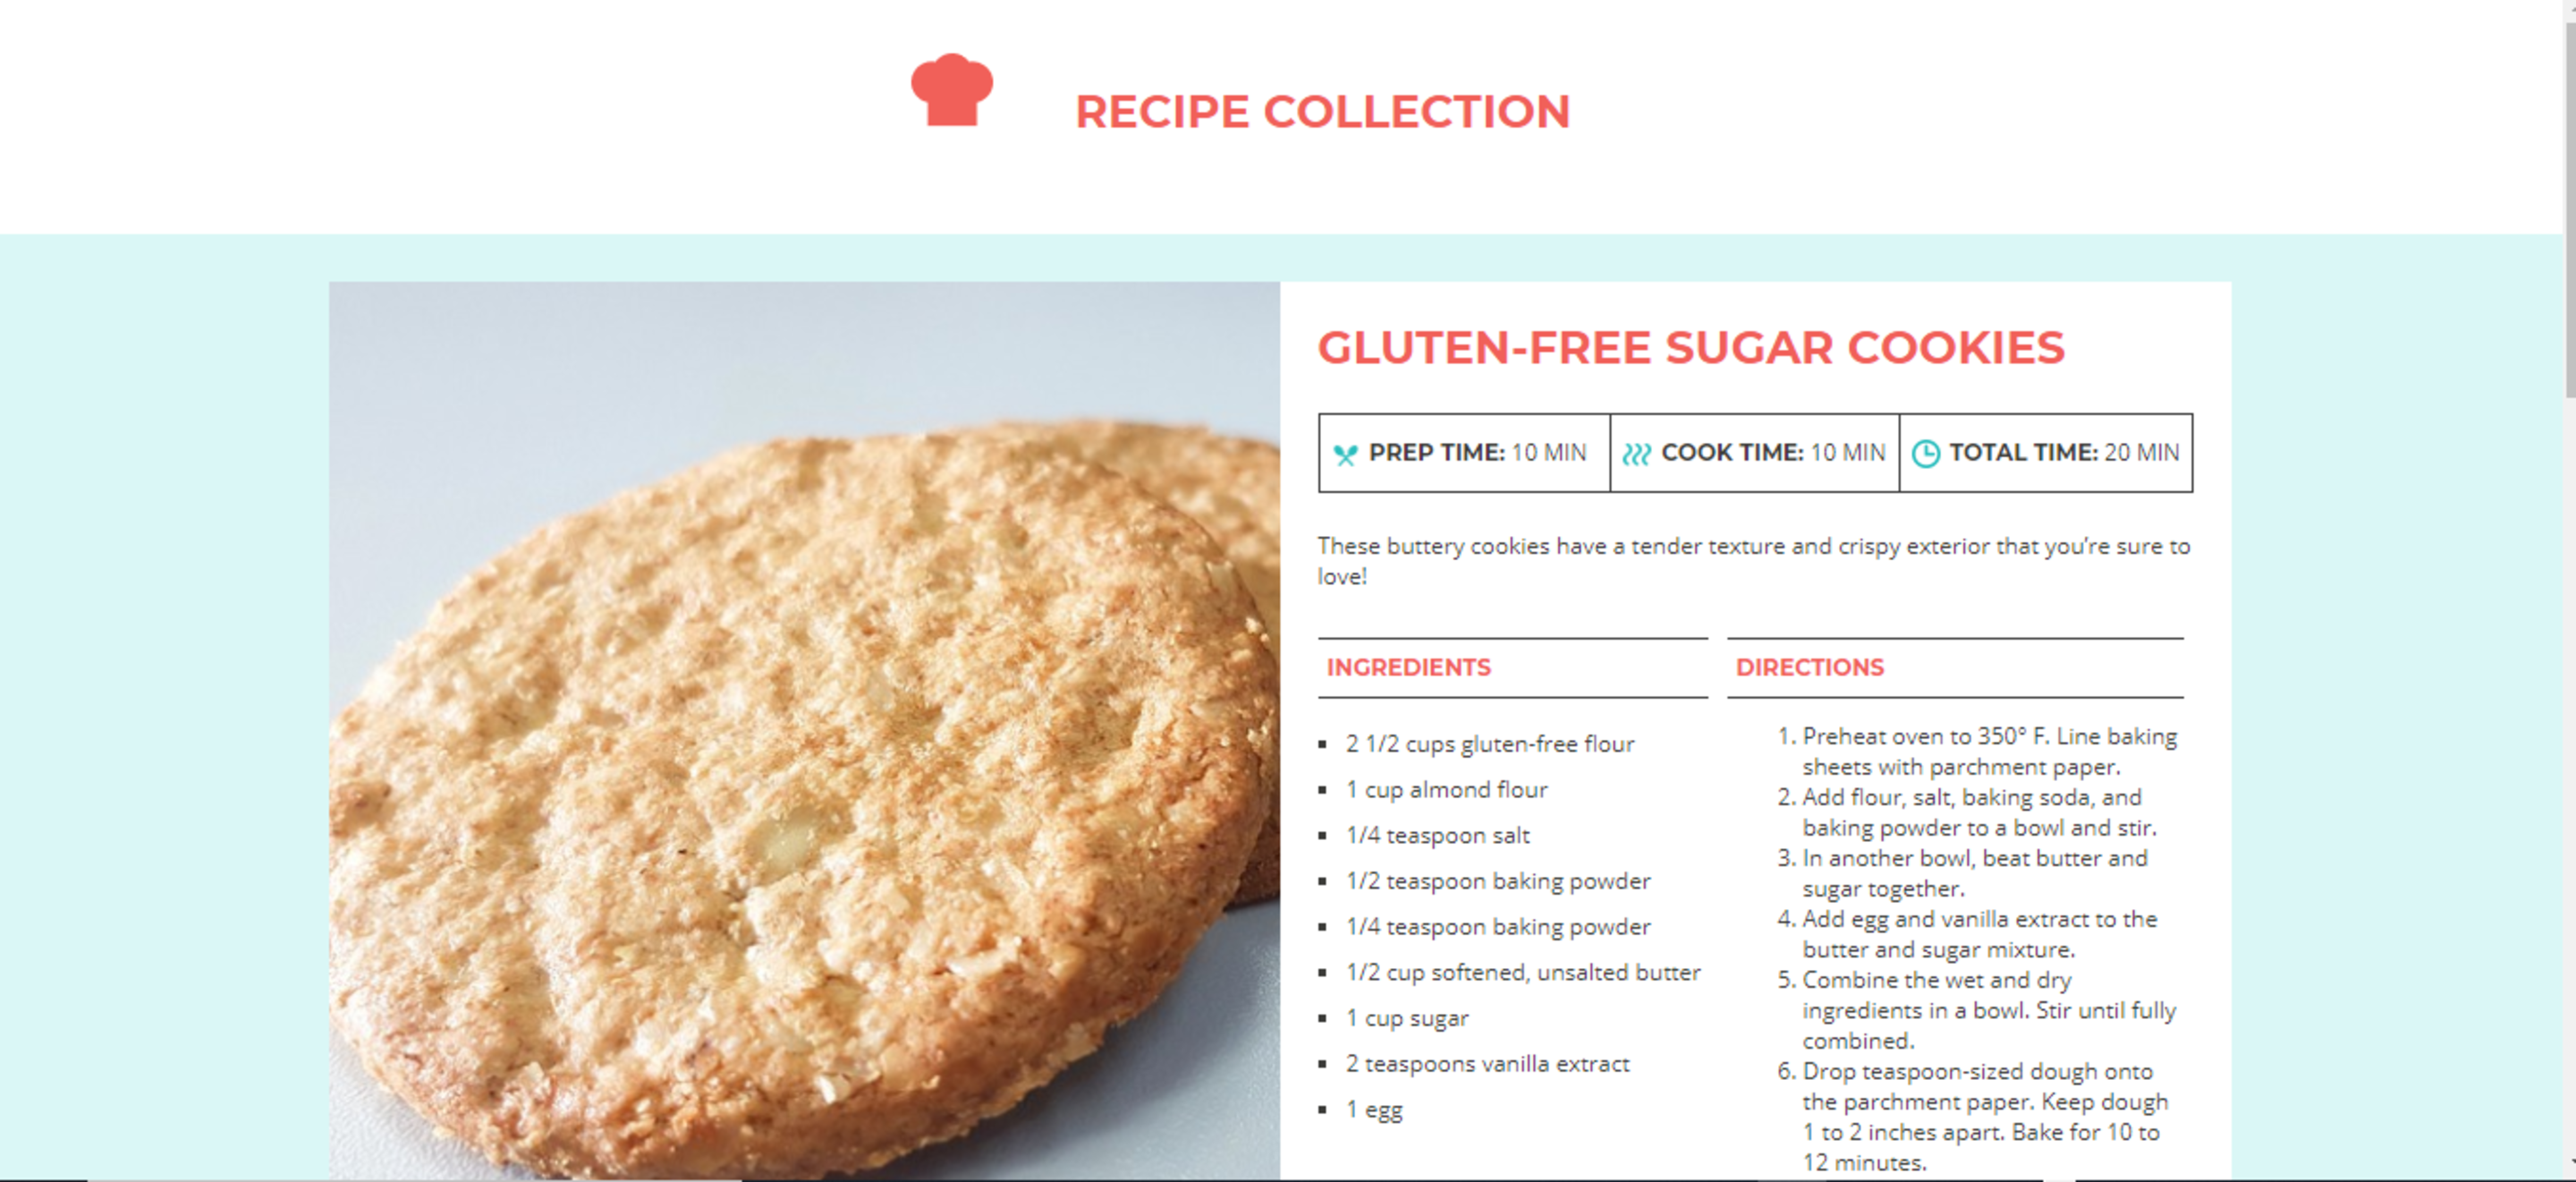 RECIPE COLLECTION
GLUTEN-FREE SUGAR COOKIES
PREP TIME: 10 MIN
COOK TIME: 10 MIN
TOTAL TIME: 20 MIN
These buttery cookies have a tender texture and crispy exterior that you’re sure to
love!
INGREDIENTS
▪ 2 1/2 cups gluten-free flour
▪ 1 cup almond flour
▪ 1/4 teaspoon salt
▪ 1/2 teaspoon baking powder
▪ 1/4 teaspoon baking powder
▪ 1/2 cup softened, unsalted butter
▪ 1 cup sugar
▪ 2 teaspoons vanilla extract
▪ 1 egg
DIRECTIONS
1. Preheat oven to 350° F. Line baking
sheets with parchment paper.
2. Add flour, salt, baking soda, and
baking powder to a bowl and stir.
3. In another bowl, beat butter and
sugar together.
4. Add egg and vanilla extract to the
butter and sugar mixture.
5. Combine the wet and dry
ingredients in a bowl. Stir until fully
combined.
6. Drop teaspoon-sized dough onto
the parchment paper. Keep dough
1 to 2 inches apart. Bake for 10 to
12 minutes.